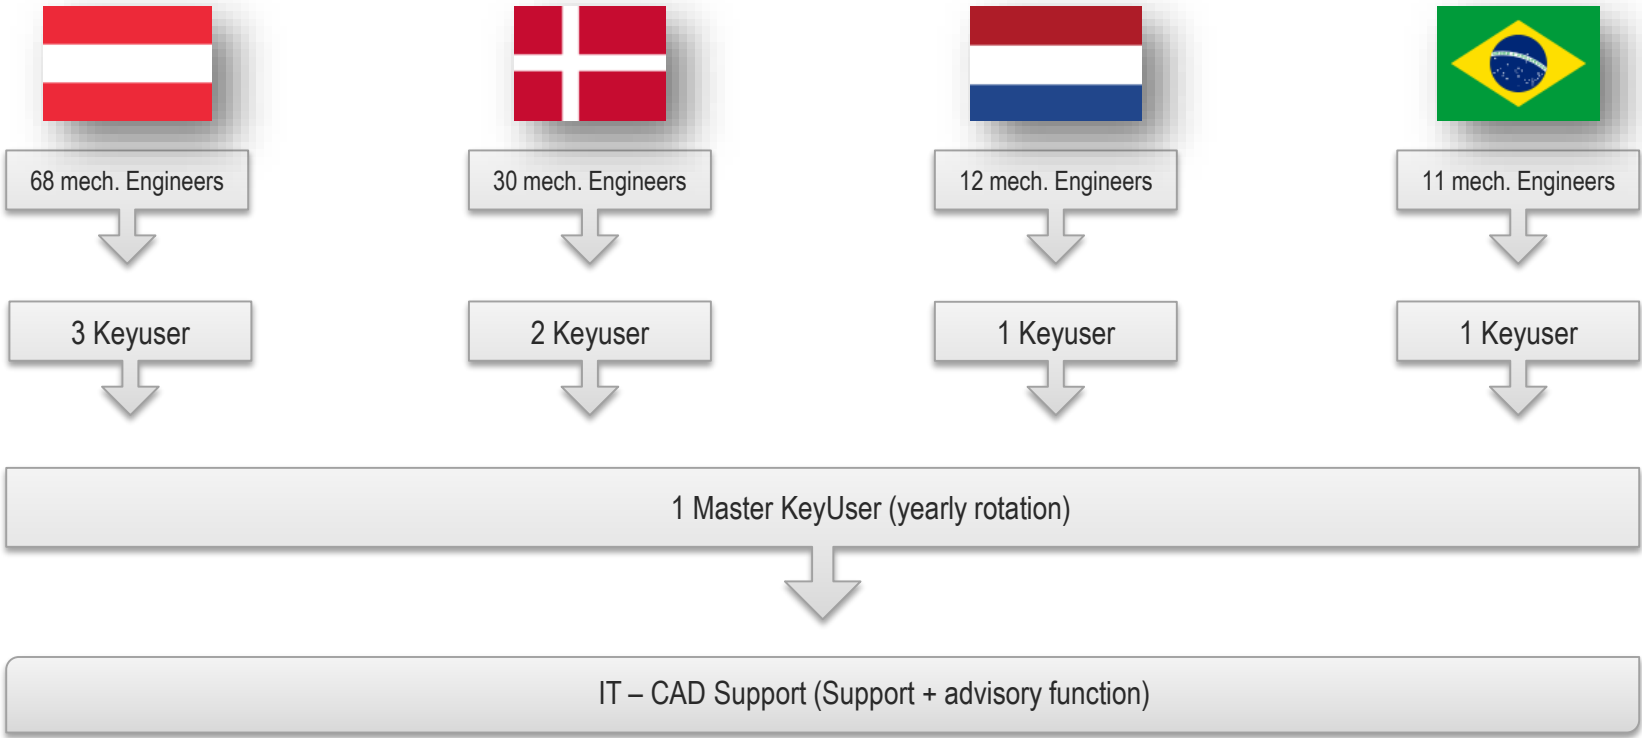 68 mech. Engineers
30 mech. Engineers
12 mech. Engineers
11 mech. Engineers
3 Keyuser
2 Keyuser
1 Keyuser
1 Keyuser
1 Master KeyUser (yearly rotation)
IT – CAD Support (Support + advisory function)